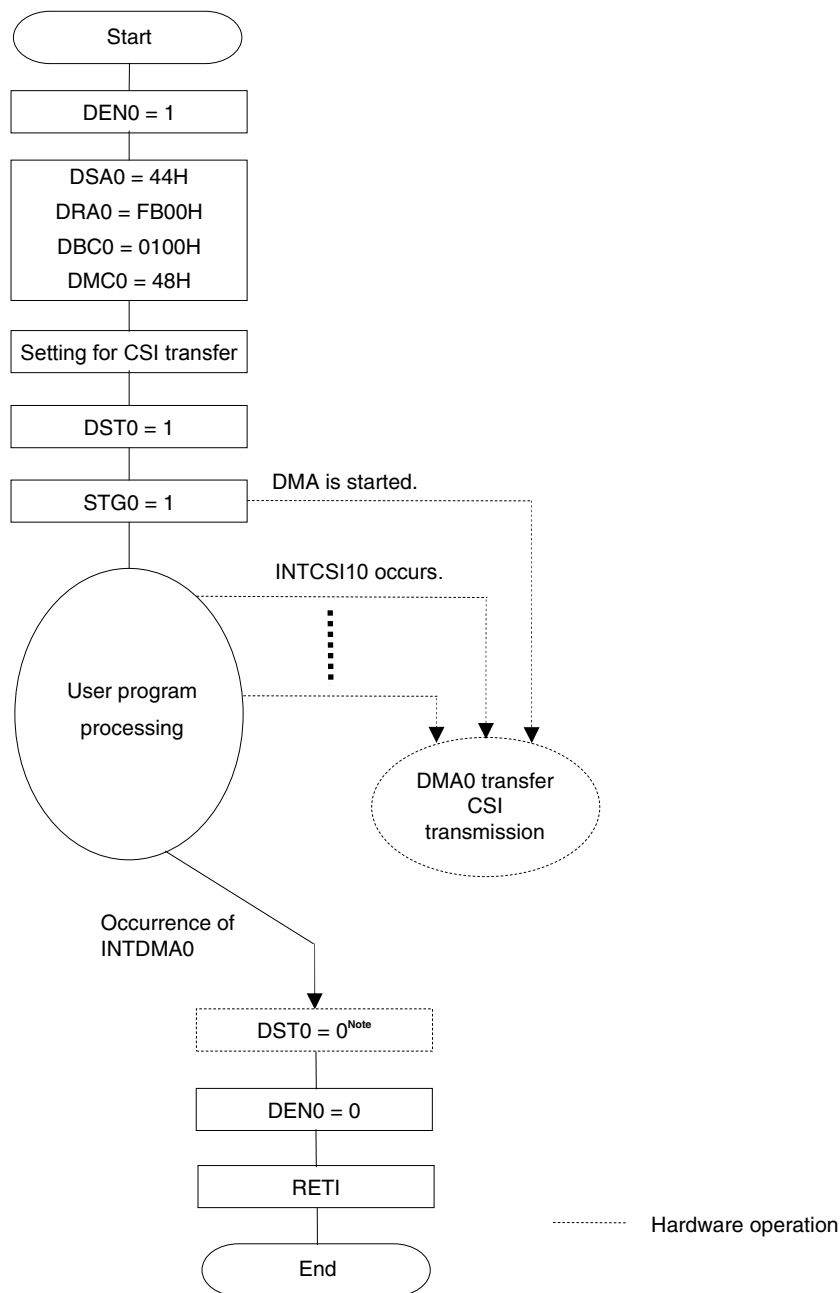 Start
DEN0 = 1
DSA0 = 44H
DRA0 = FB00H
DBC0 = 0100H
DMC0 = 48H
Setting for CSI transfer
DST0 = 1
STG0 = 1
DMA is started.
INTCSI10 occurs.
User program
processing
DMA0 transfer
CSI
transmission
Occurrence of
INTDMA0
DST0 = 0Note
DEN0 = 0
RETI
End
Hardware operation